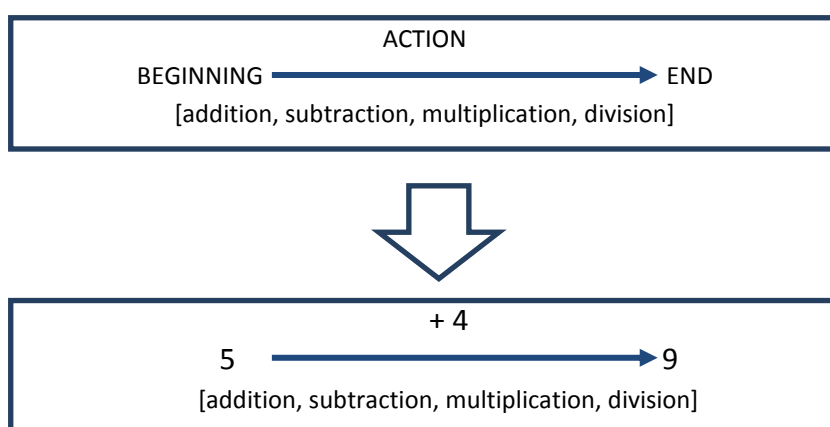 ACTION
BEGINNING END
[addition, subtraction, multiplication, division]
+ 4
5 9
[addition, subtraction, multiplication, division]